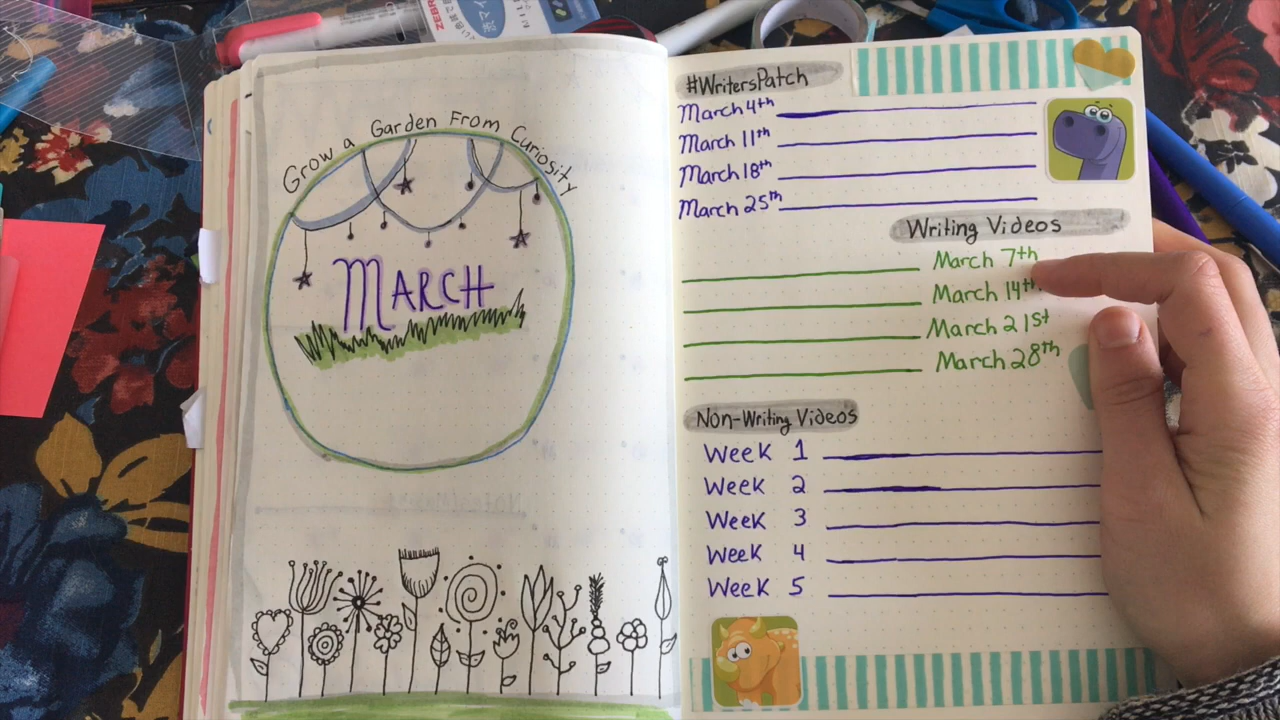 ZEBR
Grow a Garden From Curiosity
MARCH
#WritersPatch
March 4th
March 11th
March 18th
March 25th
Writing Videos
March 7th
March 14th
March 21st
March 28th
Non-Writing Videos
Week 1
Week 2
Week 3
Week 4
Week 5